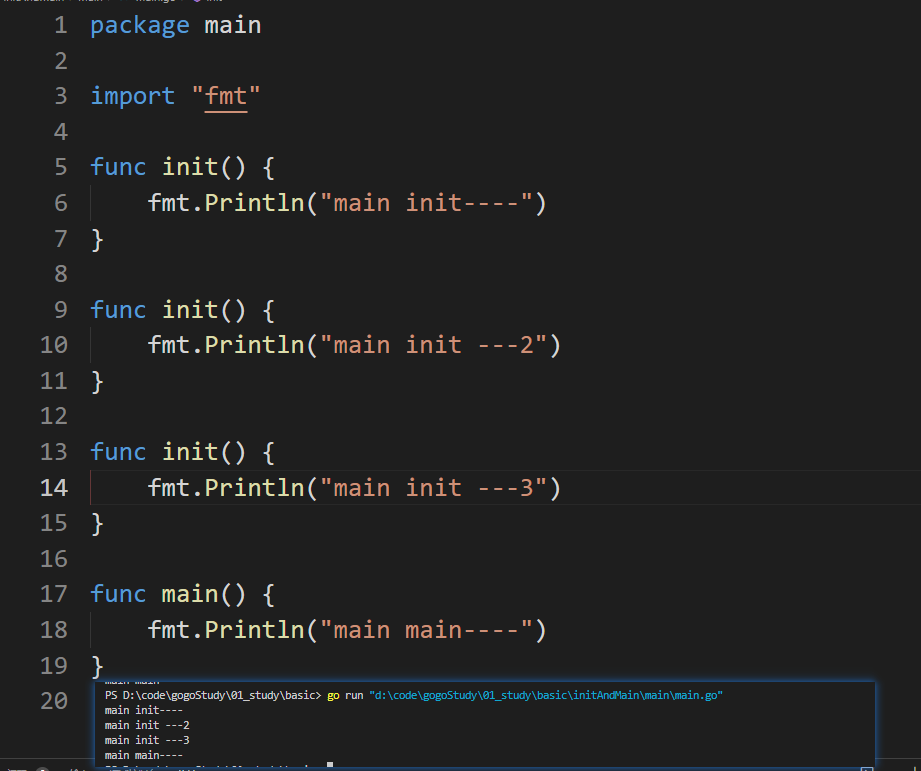 1 package main
2
3 import "fmt"
4
5 func init() {
6     fmt.Println("main init----")
7 }
8
9 func init() {
10     fmt.Println("main init ---2")
11 }
12
13 func init() {
14     fmt.Println("main init ---3")
15 }
16
17 func main() {
18     fmt.Println("main main----")
19 }
20
PS D:\code\gogoStudy\01_study\basic> go run "d:\code\gogoStudy\01_study\basic\initAndMain\main\main.go"
main init----
main init ---2
main init ---3
main main----